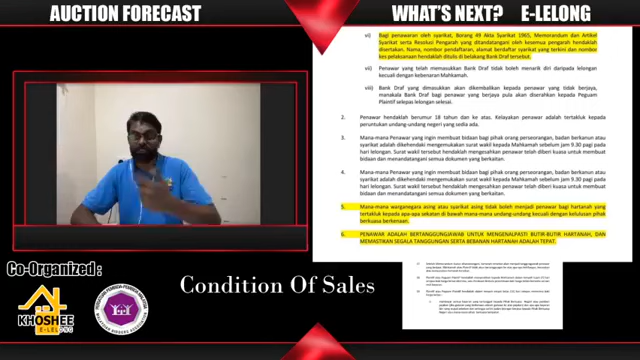 AUCTION FORECAST
WHAT'S NEXT? E-LELONG
vi) Bagi penawaran oleh syarikat, Borang 49 Akta Syarikat 1965, Memorandum dan Artikel
Syarikat serta Resolusi Pengarah yang ditandatangani oleh kesemua pengarah hendaklah
disertakan. Nama, nombor pendaftaran, alamat berdaftar syarikat yang terkini dan nombor
kes pelaksanaan hendaklah ditulis di belakang Bank Draf tersebut.
vii) Penawar yang telah memasukkan Bank Draf tidak boleh menarik diri daripada lelongan
kecuali dengan kebenaran Mahkamah.
viii) Bank Draf yang dimasukkan akan dikembalikan kepada penawar yang tidak berjaya,
manakala Bank Draf bagi penawar yang berjaya pula akan diserahkan kepada Peguam
Plaintif selepas lelongan selesai.
2. Penawar hendaklah berumur 18 tahun dan ke atas. Kelayakan penawar adalah tertakluk kepada
peruntukan undang-undang negeri yang sedia ada.
3. Mana-mana Penawar yang ingin membuat bidaan bagi pihak orang perseorangan, badan berkanun atau
syarikat adalah dikehendaki mengemukakan surat wakil kepada Mahkamah sebelum jam 9.30 pagi pada
hari lelongan. Surat wakil tersebut hendaklah mengesahkan penawar telah diberi kuasa untuk membuat
bidaan dan menandatangani semua dokumen yang berkaitan.
4. Mana-mana Penawar yang ingin membuat bidaan bagi pihak orang perseorangan, badan berkanun atau
syarikat adalah dikehendaki mengemukakan surat wakil kepada Mahkamah sebelum jam 9.30 pagi pada
hari lelongan. Surat wakil tersebut hendaklah mengesahkan penawar telah diberi kuasa untuk membuat
bidaan dan menandatangani semua dokumen yang berkaitan.
5. Mana-mana warganegara asing atau syarikat asing tidak boleh menjadi penawar bagi hartanah yang
tertakluk kepada apa-apa sekatan di bawah mana-mana undang-undang kecuali dengan kelulusan pihak
berkuasa berkenaan.
6. PENAWAR ADALAH BERTANGGUNGJAWAB UNTUK MENGENALPASTI BUTIR-BUTIR HARTANAH, DAN
MEMASTIKAN SEGALA TANGGUNGAN SERTA BEBANAN HARTANAH ADALAH TEPAT.
Co-Organized :
KHOSHEE
E-LELONG
Condition Of Sales